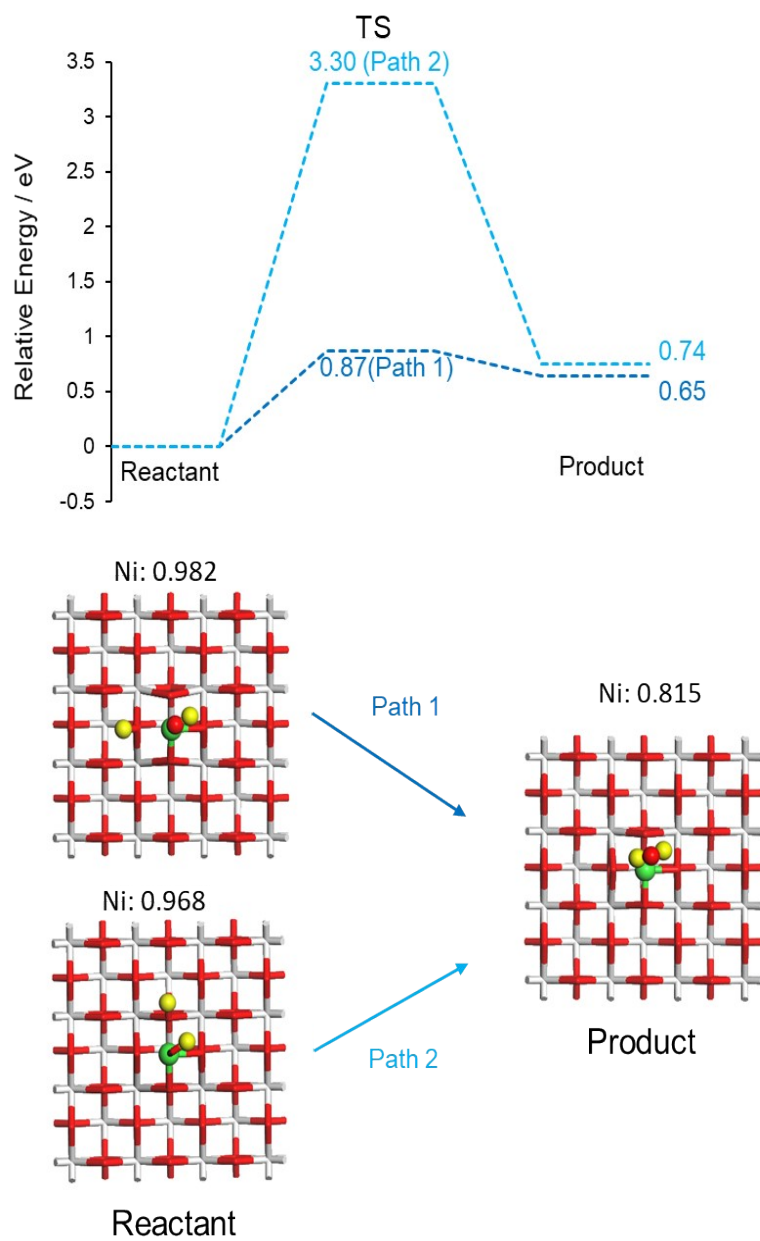 TS
3.30 (Path 2)
3.5
3
2.5
2
1.5
1
0.5
0
-0.5
Relative Energy / eV
0.87(Path 1)
0.74
0.65
Reactant
Product
Ni: 0.982
Path 1
Ni: 0.815
Ni: 0.968
Path 2
Product
Reactant